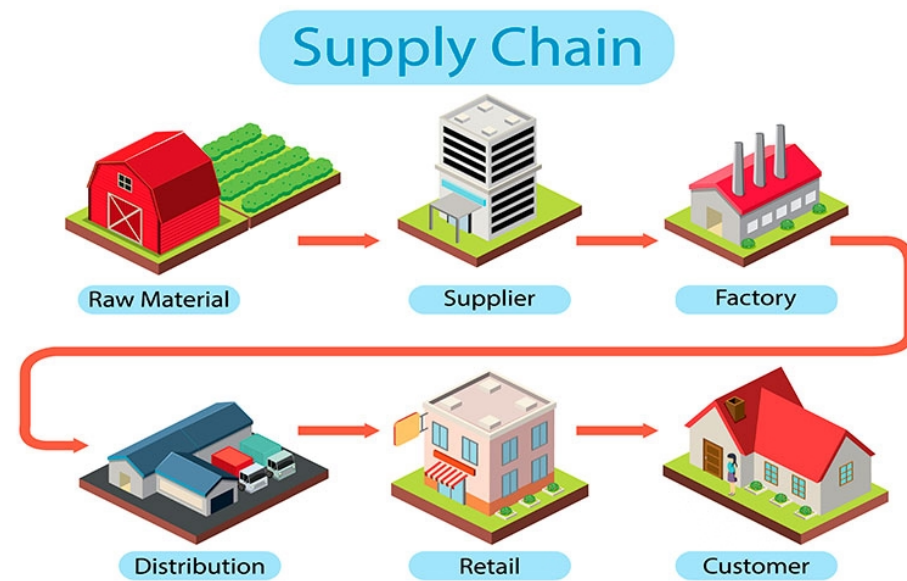 Supply Chain
Raw Material
Supplier
Factory
Distribution
Retail
Customer